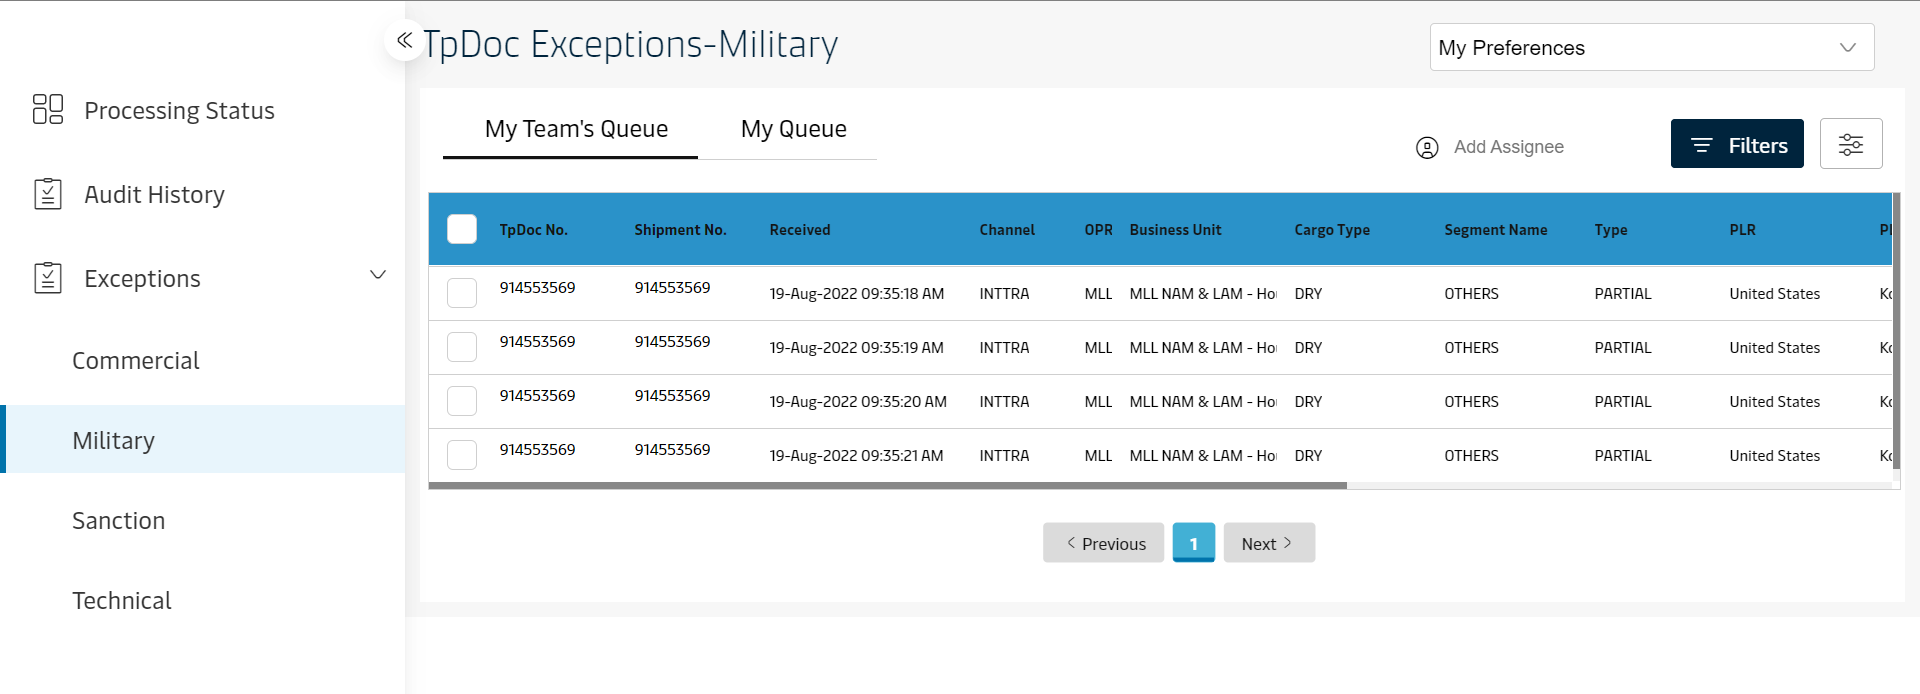 TpDoc Exceptions-Military
My Preferences
Processing Status
Audit History
Exceptions
Commercial
Military
Sanction
Technical
My Team's Queue My Queue
Add Assignee
Filters
TpDoc No. Shipment No. Received Channel OPR Business Unit Cargo Type Segment Name Type PLR
914553569 914553569 19-Aug-2022 09:35:18 AM INTTRA MLL MLL NAM & LAM - Ho DRY OTHERS PARTIAL United States
914553569 914553569 19-Aug-2022 09:35:19 AM INTTRA MLL MLL NAM & LAM - Ho DRY OTHERS PARTIAL United States
914553569 914553569 19-Aug-2022 09:35:20 AM INTTRA MLL MLL NAM & LAM - Ho DRY OTHERS PARTIAL United States
914553569 914553569 19-Aug-2022 09:35:21 AM INTTRA MLL MLL NAM & LAM - Ho DRY OTHERS PARTIAL United States
Previous 1 Next